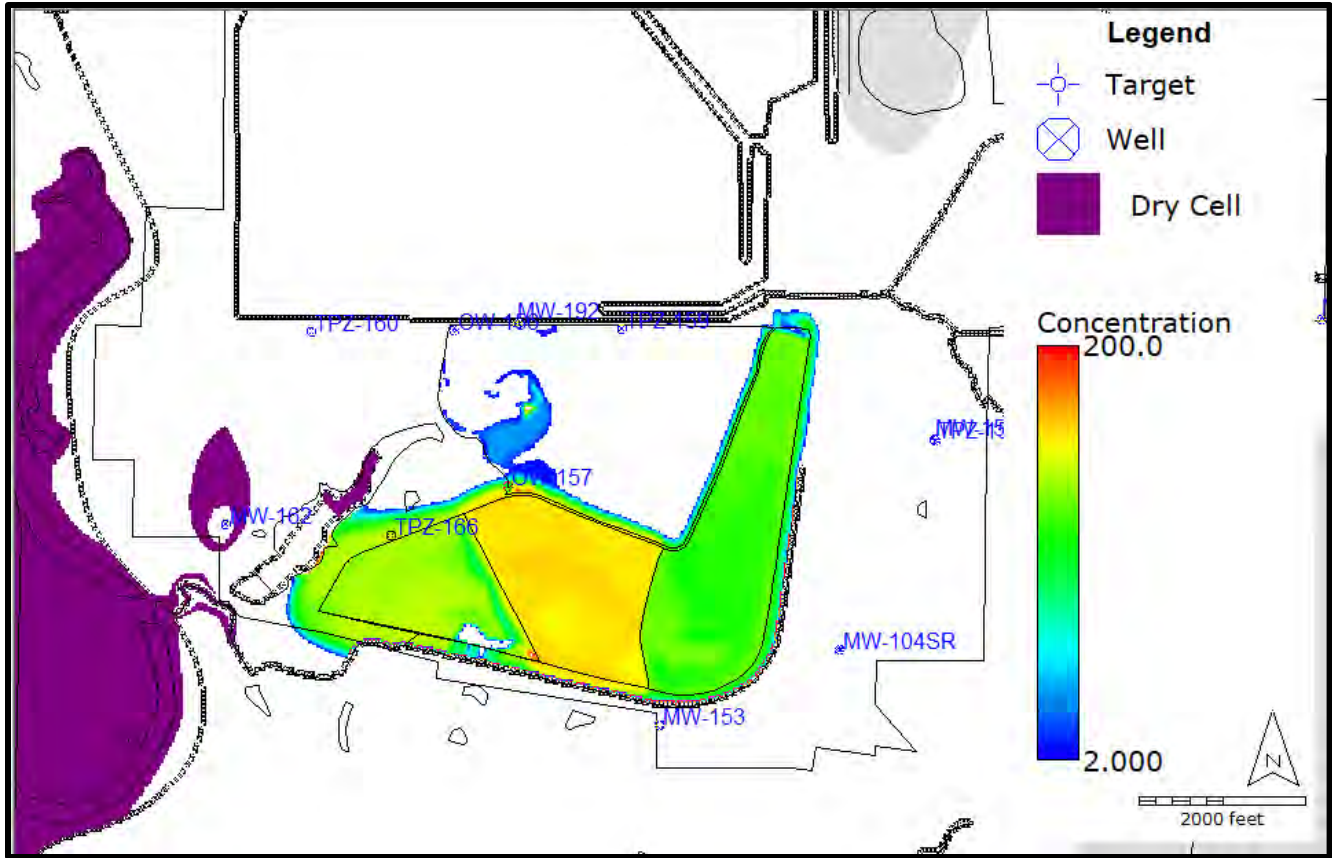 Legend
Target
Well
Dry Cell
Concentration
200.0
2.000
N
2000 feet
TPZ-160
MW-192
MW-162
TPZ-166
MW-104SR
MW-153